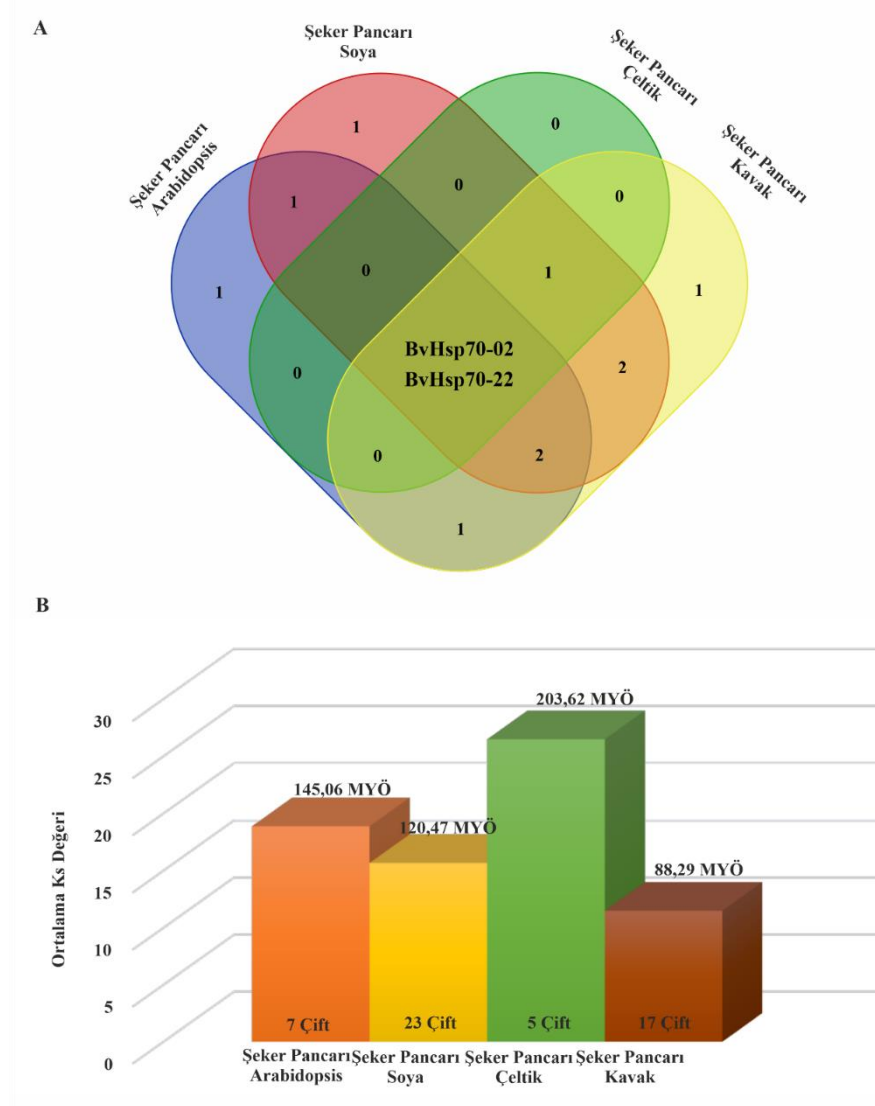 A
Şeker Pancarı
Soya
Şeker Pancarı
Çeltik
Şeker Pancarı
Arabidopsis
Şeker Pancarı
Kavak
1
0
1
0
0
1
0
1
1
0
2
BvHsp70-02
BvHsp70-22
0
2
1
B
Ortalama Ks Değeri
30
25
20
15
10
5
0
145,06 MYÖ
120,47 MYÖ
203,62 MYÖ
88,29 MYÖ
7 Çift
23 Çift
5 Çift
17 Çift
Şeker Pancarı
Arabidopsis
Şeker Pancarı
Soya
Şeker Pancarı
Çeltik
Şeker Pancarı
Kavak